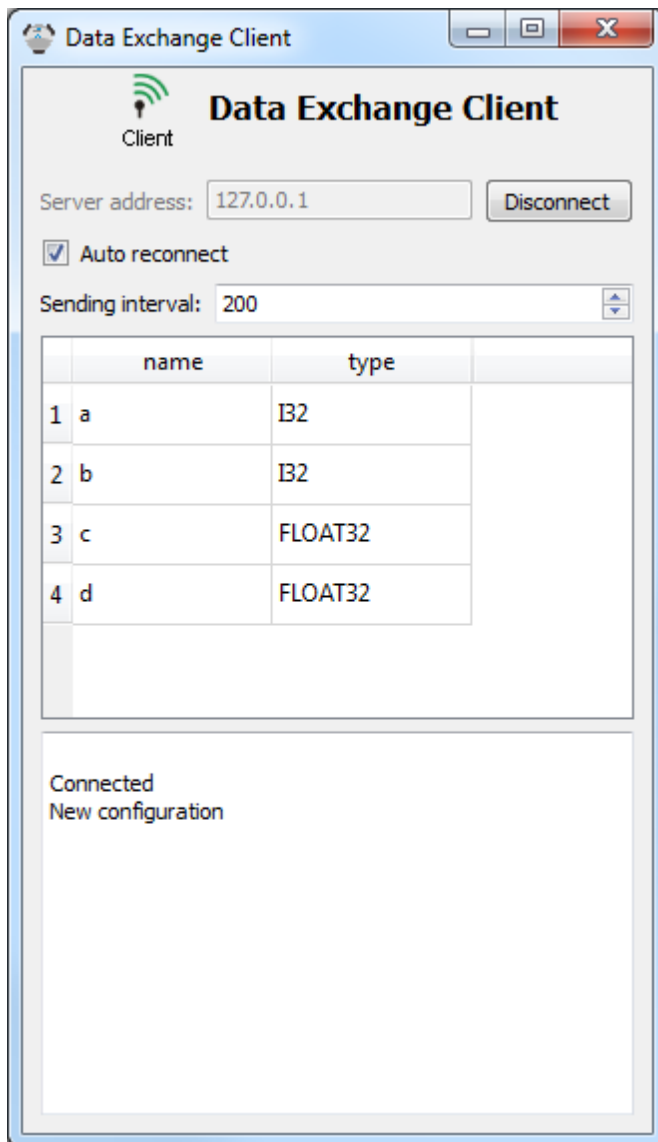 Data Exchange Client
Client
Data Exchange Client
Server address: 127.0.0.1 Disconnect
Auto reconnect
Sending interval: 200
name type
1 a I32
2 b I32
3 c FLOAT32
4 d FLOAT32
Connected
New configuration